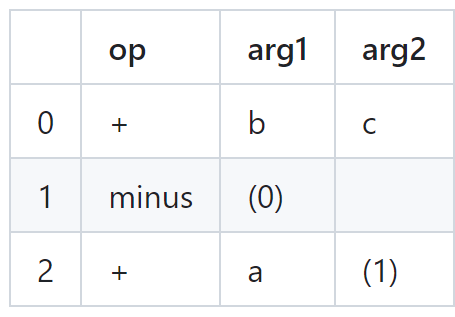 op arg1 arg2
0 + b c
1 minus (0)
2 + a (1)